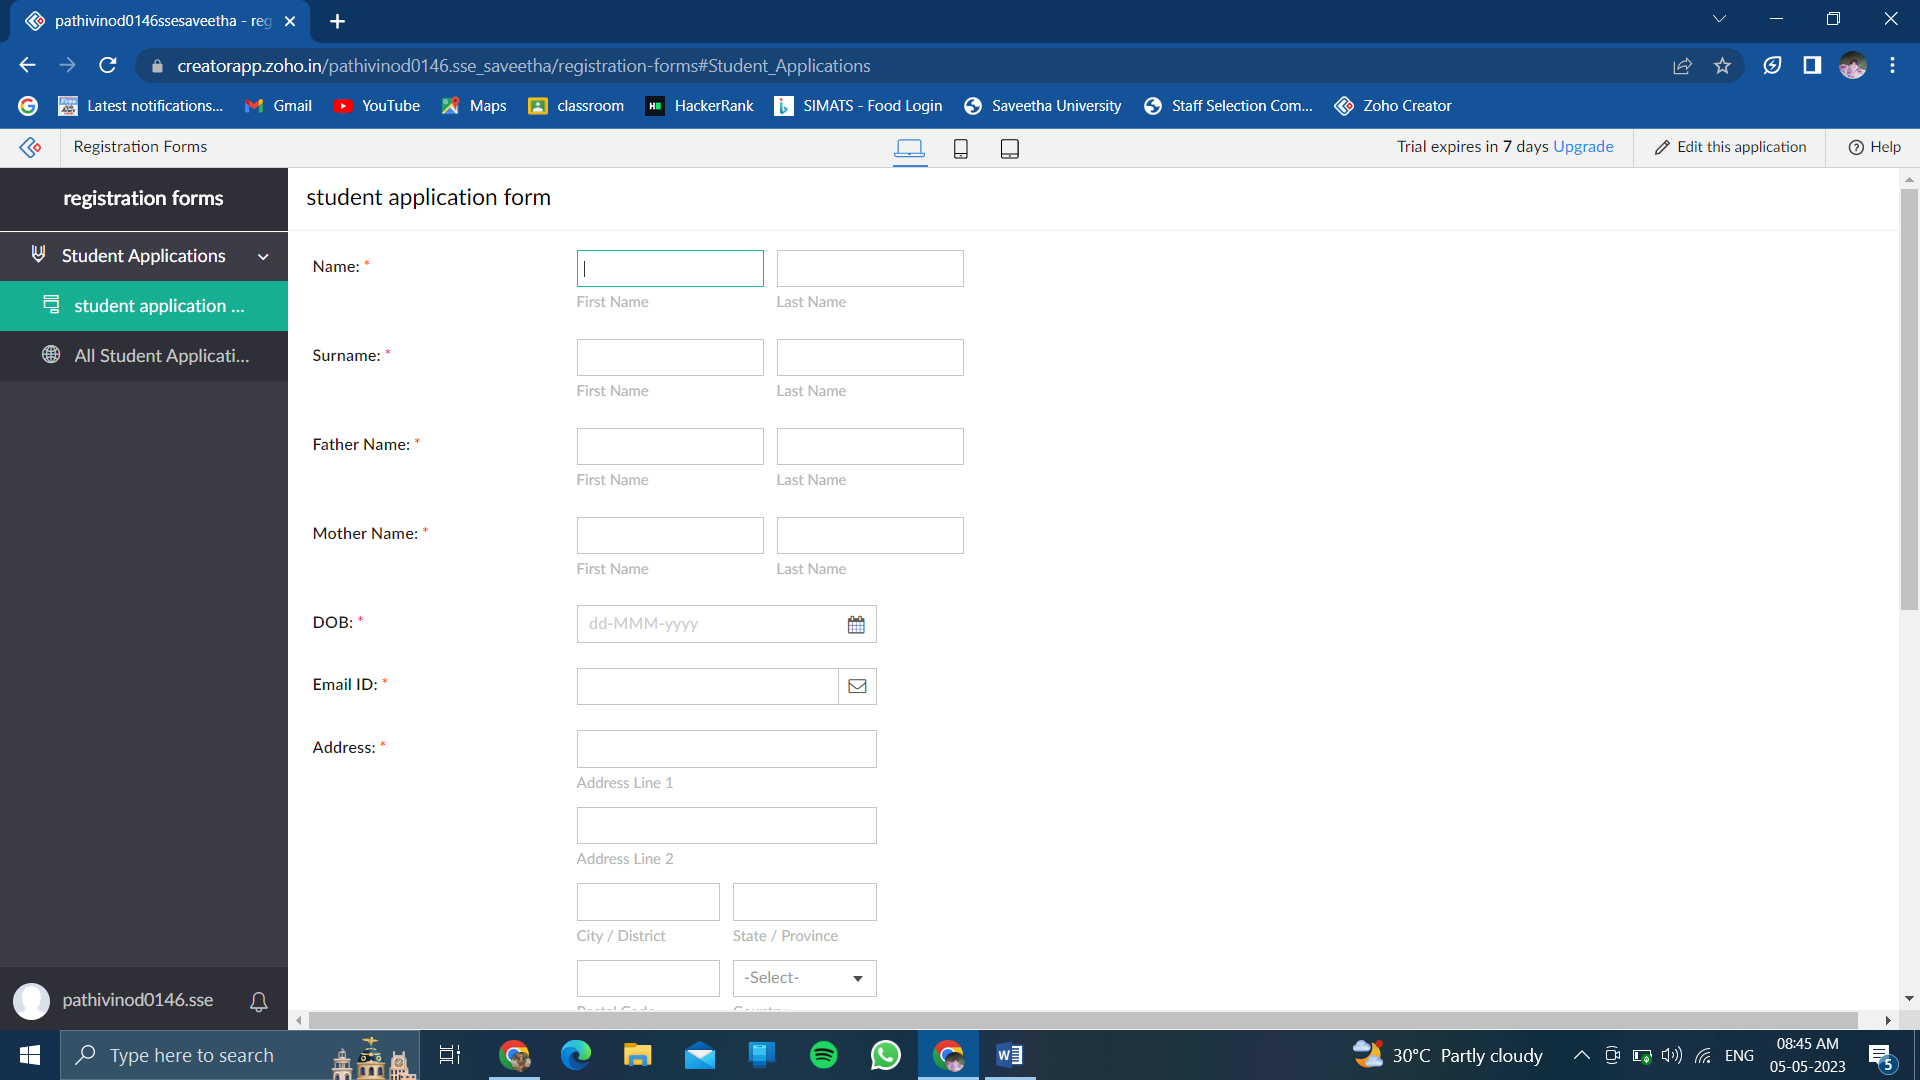 pathivinod0146ssesaveetha - reg
creatorapp.zoho.in/pathivinod0146.sse_saveetha/registration-forms#Student_Applications
Latest notifications... Gmail YouTube Maps classroom HackerRank SIMATS - Food Login Saveetha University Staff Selection Com... Zoho Creator
Registration Forms Trial expires in 7 days Upgrade Edit this application Help
registration forms
Student Applications
student application ...
All Student Applicati...
pathivinod0146.sse
student application form
Name: *
First Name Last Name
Surname: *
First Name Last Name
Father Name: *
First Name Last Name
Mother Name: *
First Name Last Name
DOB: * dd-MMM-yyyy
Email ID: *
Address: *
Address Line 1
Address Line 2
City / District State / Province
-Select-
Postal Code Country
Type here to search 30°C Partly cloudy ENG 08:45 AM
05-05-2023 5